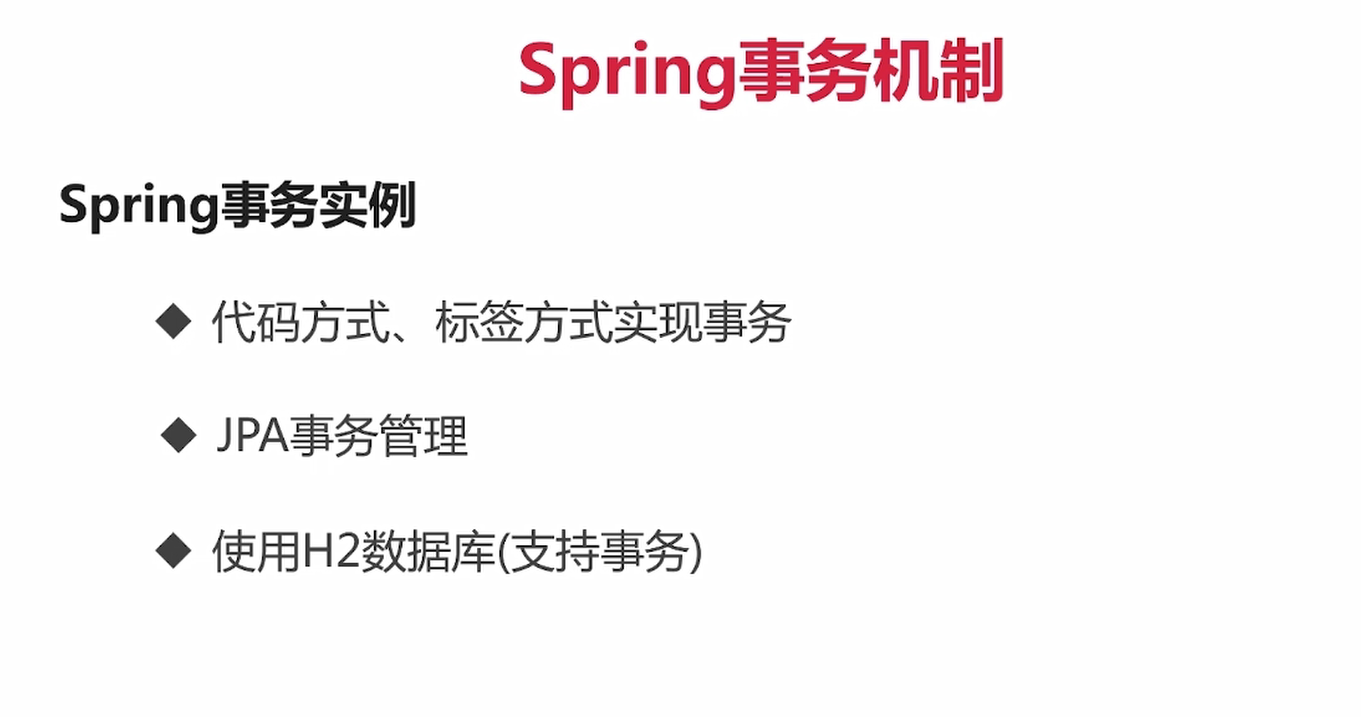 Spring事务机制
Spring事务实例
◆ 代码方式、标签方式实现事务
◆ JPA事务管理
◆ 使用H2数据库(支持事务)